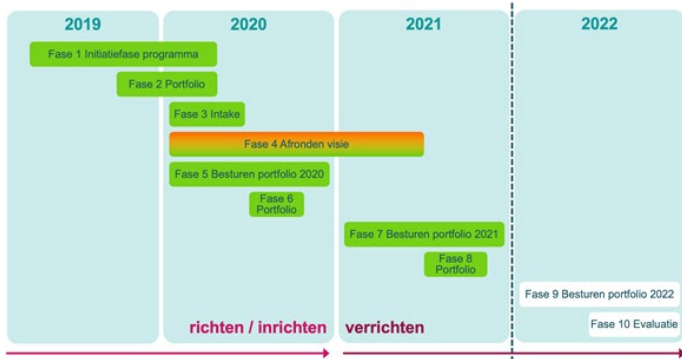 2019
2020
2021
2022
Fase 1 Initiatiefase programma
Fase 2 Portfolio
Fase 3 Intake
Fase 4 Afronden visie
Fase 5 Besturen portfolio 2020
Fase 6
Portfolio
Fase 7 Besturen portfolio 2021
Fase 8
Portfolio
Fase 9 Besturen portfolio 2022
Fase 10 Evaluatie
richten / inrichten
verrichten